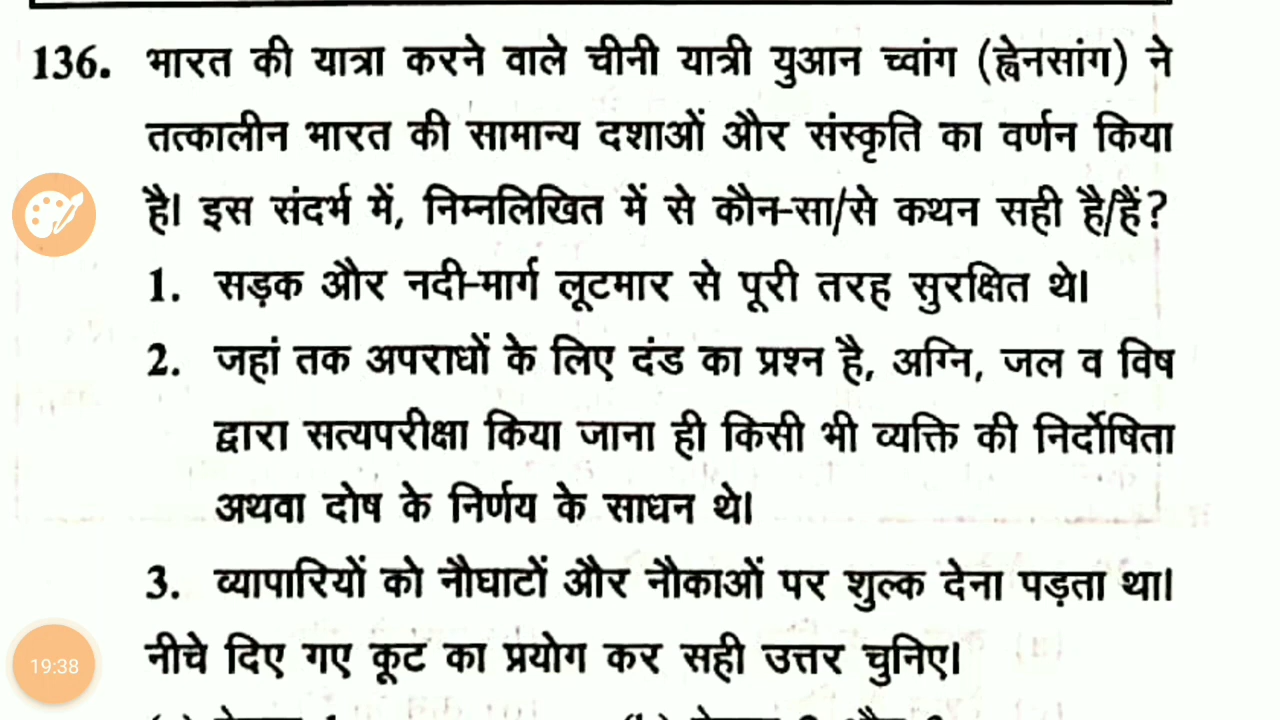 136. भारत की यात्रा करने वाले चीनी यात्री युआन च्वांग (ह्वेनसांग) ने
तत्कालीन भारत की सामान्य दशाओं और संस्कृति का वर्णन किया
है। इस संदर्भ में, निम्नलिखित में से कौन-सा/से कथन सही है/हैं?
1. सड़क और नदी-मार्ग लूटमार से पूरी तरह सुरक्षित थे।
2. जहां तक अपराधों के लिए दंड का प्रश्न है, अग्नि, जल व विष
द्वारा सत्यपरीक्षा किया जाना ही किसी भी व्यक्ति की निर्दोषिता
अथवा दोष के निर्णय के साधन थे।
3. व्यापारियों को नौघाटों और नौकाओं पर शुल्क देना पड़ता था।
19:38
नीचे दिए गए कूट का प्रयोग कर सही उत्तर चुनिए।